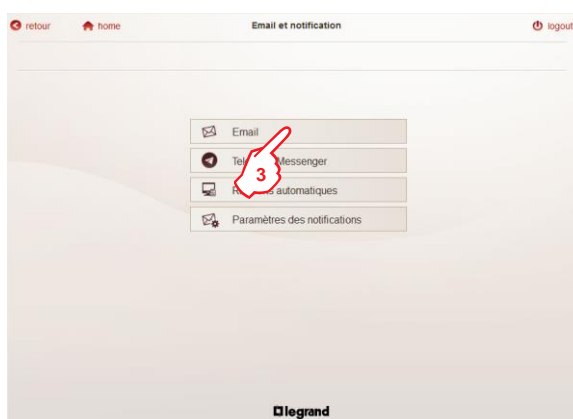 retour home Email et notification logout
Email
Messenger
3
automatiques
Paramètres des notifications
legrand